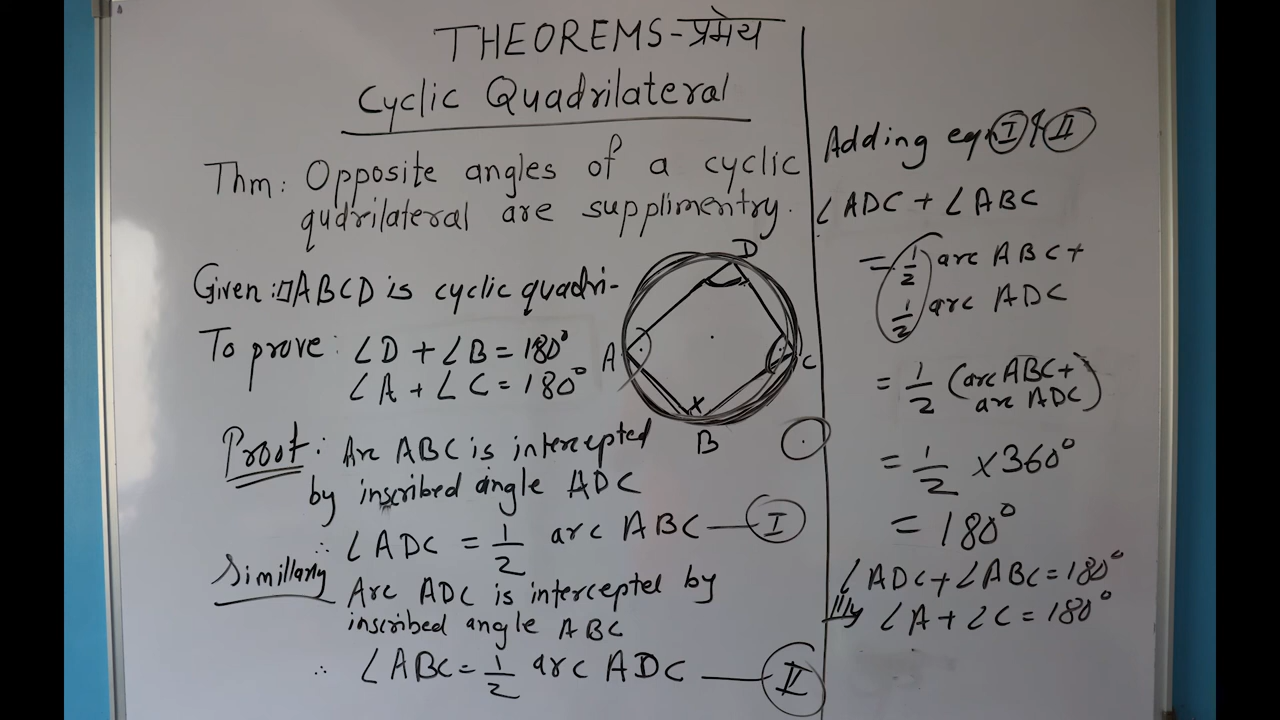 THEOREMS-प्रमेय
Cyclic Quadrilateral
Thm: Opposite angles of a cyclic
qudrilateral are supplimentry.
Given: □ABCD is cyclic quadri-
To prove: ∠D + ∠B = 180°
∠A + ∠C = 180°
D
A
C
B
Proof: Arc ABC is intercepted
by inscribed angle ADC
∴ ∠ADC = 1/2 arc ABC — I
Simillarly
Arc ADC is intercepted by
inscribed angle ABC
∴ ∠ABC = 1/2 arc ADC — II
Adding eqn I & II
∠ADC + ∠ABC
= 1/2 arc ABC +
1/2 arc ADC
= 1/2 (arc ABC +
arc ADC)
= 1/2 × 360°
= 180°
∠ADC + ∠ABC = 180°
lllly ∠A + ∠C = 180°